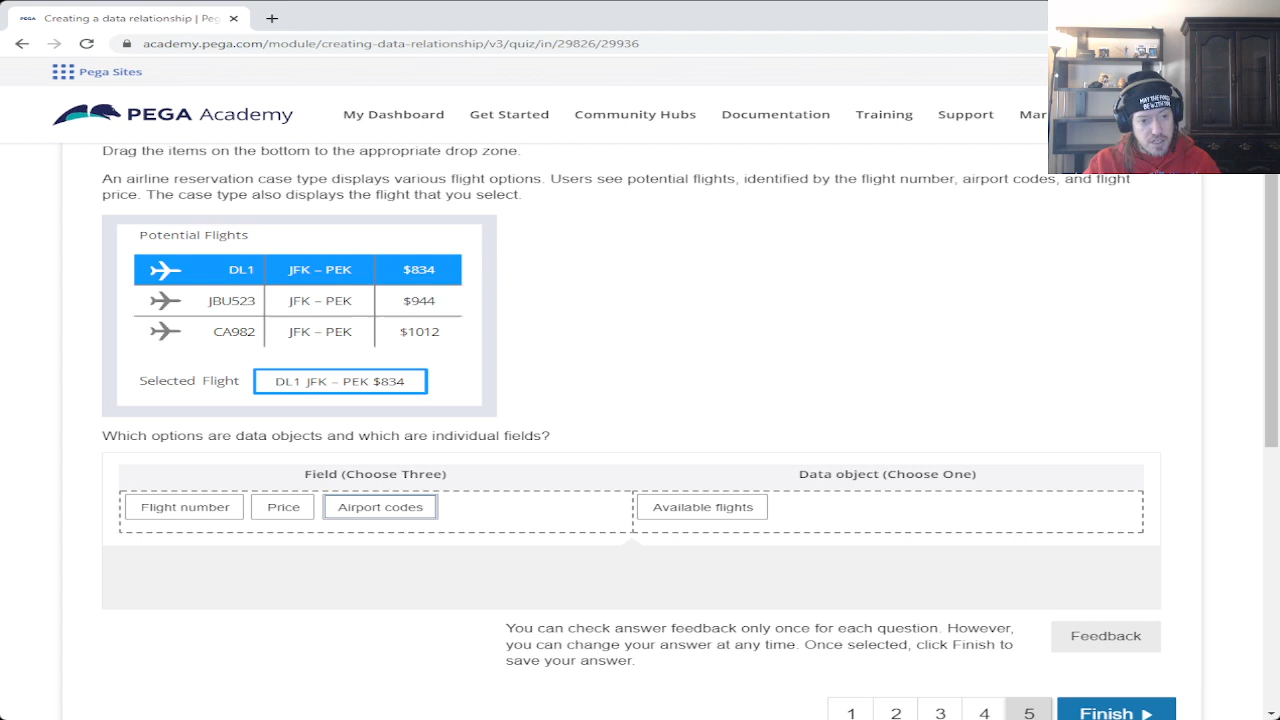 PEGA Creating a data relationship | Peg
academy.pega.com/module/creating-data-relationship/v3/quiz/in/29826/29936
Pega Sites
PEGA Academy
My Dashboard Get Started Community Hubs Documentation Training Support Mar
Drag the items on the bottom to the appropriate drop zone.
An airline reservation case type displays various flight options. Users see potential flights, identified by the flight number, airport codes, and flight
price. The case type also displays the flight that you select.
Potential Flights
DL1 JFK – PEK $834
JBU523 JFK – PEK $944
CA982 JFK – PEK $1012
Selected Flight DL1 JFK – PEK $834
Which options are data objects and which are individual fields?
Field (Choose Three) Data object (Choose One)
Flight number Price Airport codes Available flights
You can check answer feedback only once for each question. However,
you can change your answer at any time. Once selected, click Finish to
save your answer.
Feedback
1 2 3 4 5 Finish